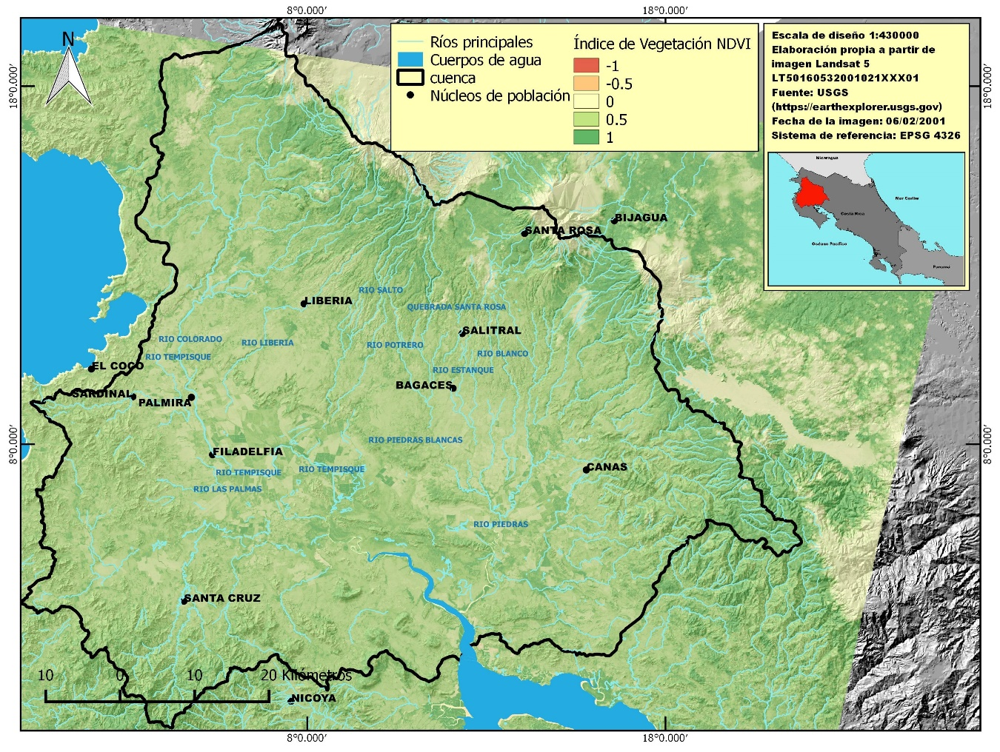 8°0.000′
18°0.000′
N
Ríos principales
Cuerpos de agua
cuenca
Núcleos de población
Índice de Vegetación NDVI
-1
-0.5
0
0.5
1
Escala de diseño 1:430000
Elaboración propia a partir de
imagen Landsat 5
LT50160532001021XXX01
Fuente: USGS
(https://earthexplorer.usgs.gov)
Fecha de la imagen: 06/02/2001
Sistema de referencia: EPSG 4326
18°0.000′
18°0.000′
Nicaragua
Mar Caribe
Costa Rica
Océano Pacífico
Panamá
BIJAGUA
SANTA ROSA
RIO SALTO
LIBERIA
QUEBRADA SANTA ROSA
SALITRAL
RIO COLORADO
RIO LIBERIA
RIO POTRERO
RIO BLANCO
RIO TEMPISQUE
EL COCO
RIO ESTANQUE
BAGACES
SARDINAL
PALMIRA
8°0.000′
8°0.000′
RIO PIEDRAS BLANCAS
FILADELFIA
RIO TEMPISQUE
RIO TEMPISQUE
CANAS
RIO LAS PALMAS
RIO PIEDRAS
SANTA CRUZ
10 0 10 20 Kilómetros
NICOYA
8°0.000′
18°0.000′